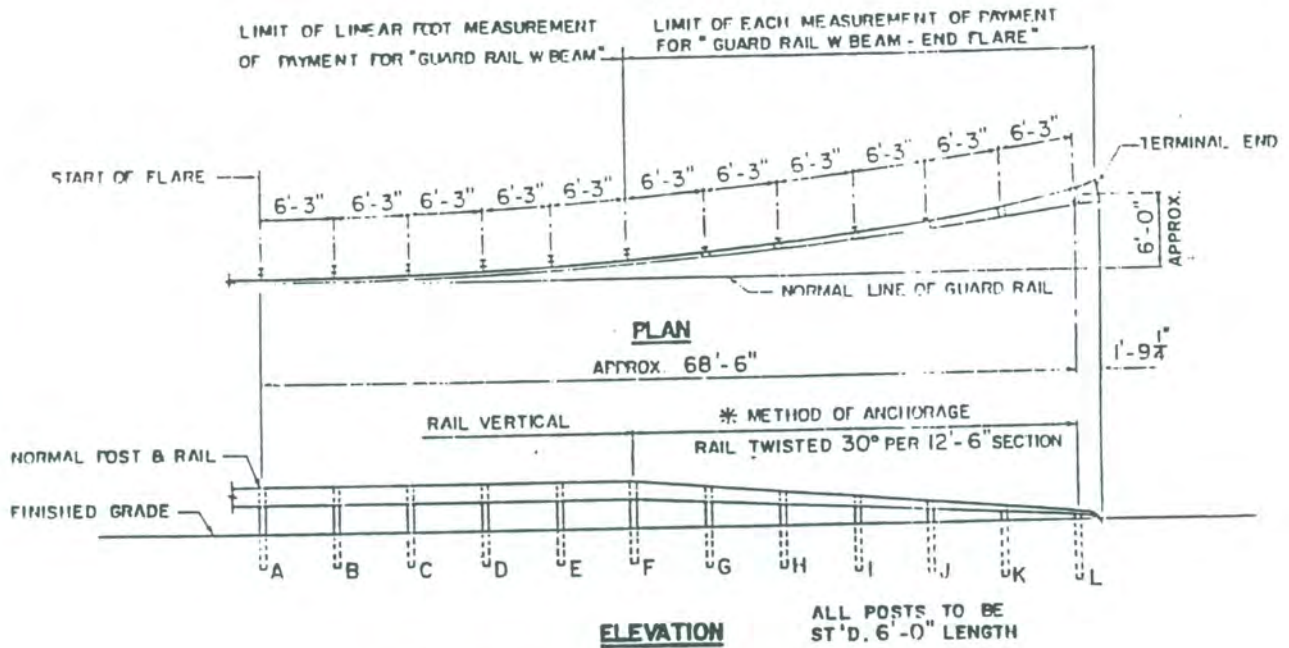 LIMIT OF LINEAR FOOT MEASUREMENT
OF PAYMENT FOR "GUARD RAIL W BEAM"
LIMIT OF EACH MEASUREMENT OF PAYMENT
FOR "GUARD RAIL W BEAM - END FLARE"
START OF FLARE
6'-3" 6'-3" 6'-3" 6'-3" 6'-3" 6'-3" 6'-3" 6'-3" 6'-3" 6'-3" 6'-3"
TERMINAL END
6'-0"
APPROX.
NORMAL LINE OF GUARD RAIL
PLAN
APPROX. 68'-6"
1'-9 1/4"
RAIL VERTICAL
* METHOD OF ANCHORAGE
RAIL TWISTED 30° PER 12'-6" SECTION
NORMAL POST & RAIL
FINISHED GRADE
A B C D E F G H I J K L
ELEVATION
ALL POSTS TO BE
ST'D. 6'-0" LENGTH